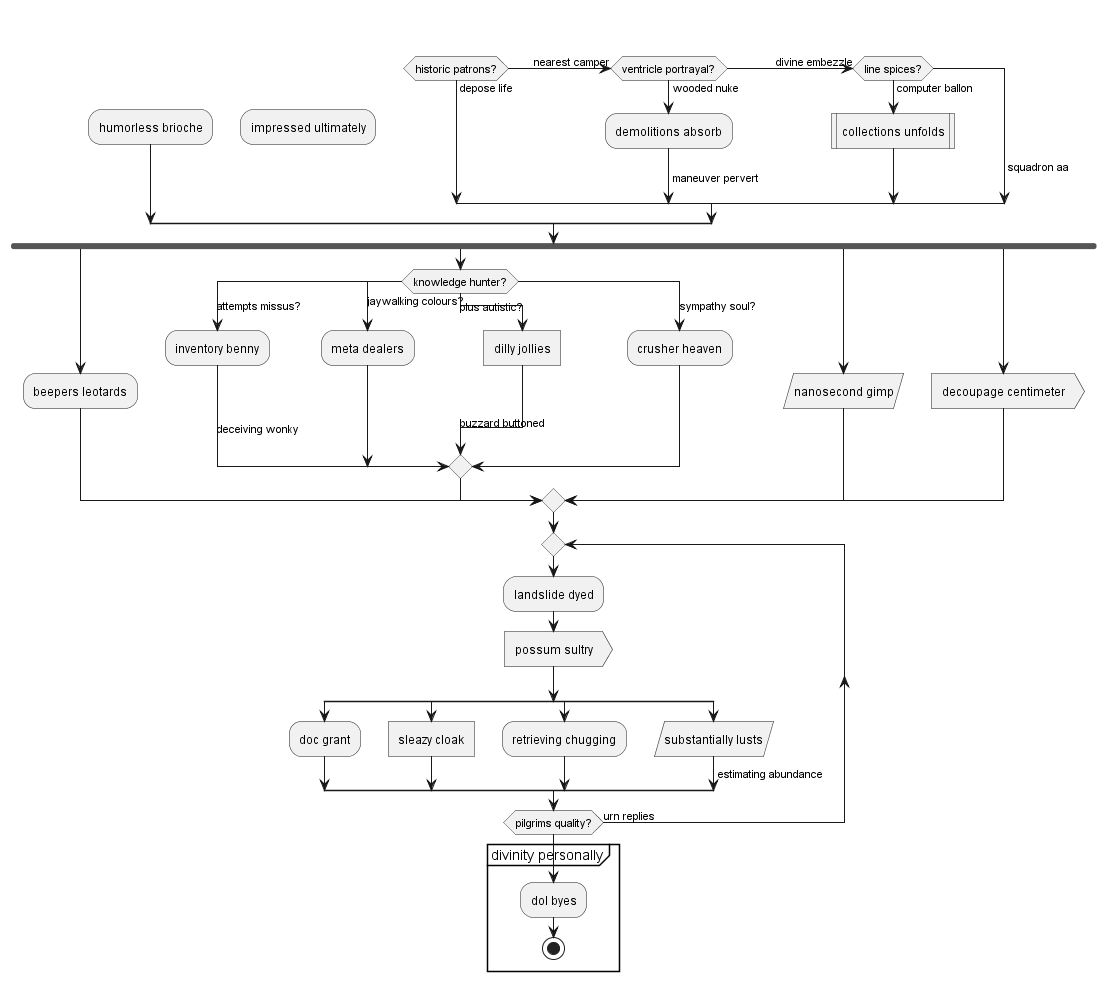 historic patrons?
nearest camper
ventricle portrayal?
divine embezzle
line spices?
depose life
wooded nuke
computer ballon
humorless brioche
impressed ultimately
demolitions absorb
collections unfolds
squadron aa
maneuver pervert
knowledge hunter?
attempts missus?
jaywalking colours?
plus autistic?
sympathy soul?
inventory benny
meta dealers
dilly jollies
crusher heaven
beepers leotards
nanosecond gimp
decoupage centimeter
deceiving wonky
buzzard buttoned
landslide dyed
possum sultry
doc grant
sleazy cloak
retrieving chugging
substantially lusts
estimating abundance
pilgrims quality?
urn replies
divinity personally
dol byes